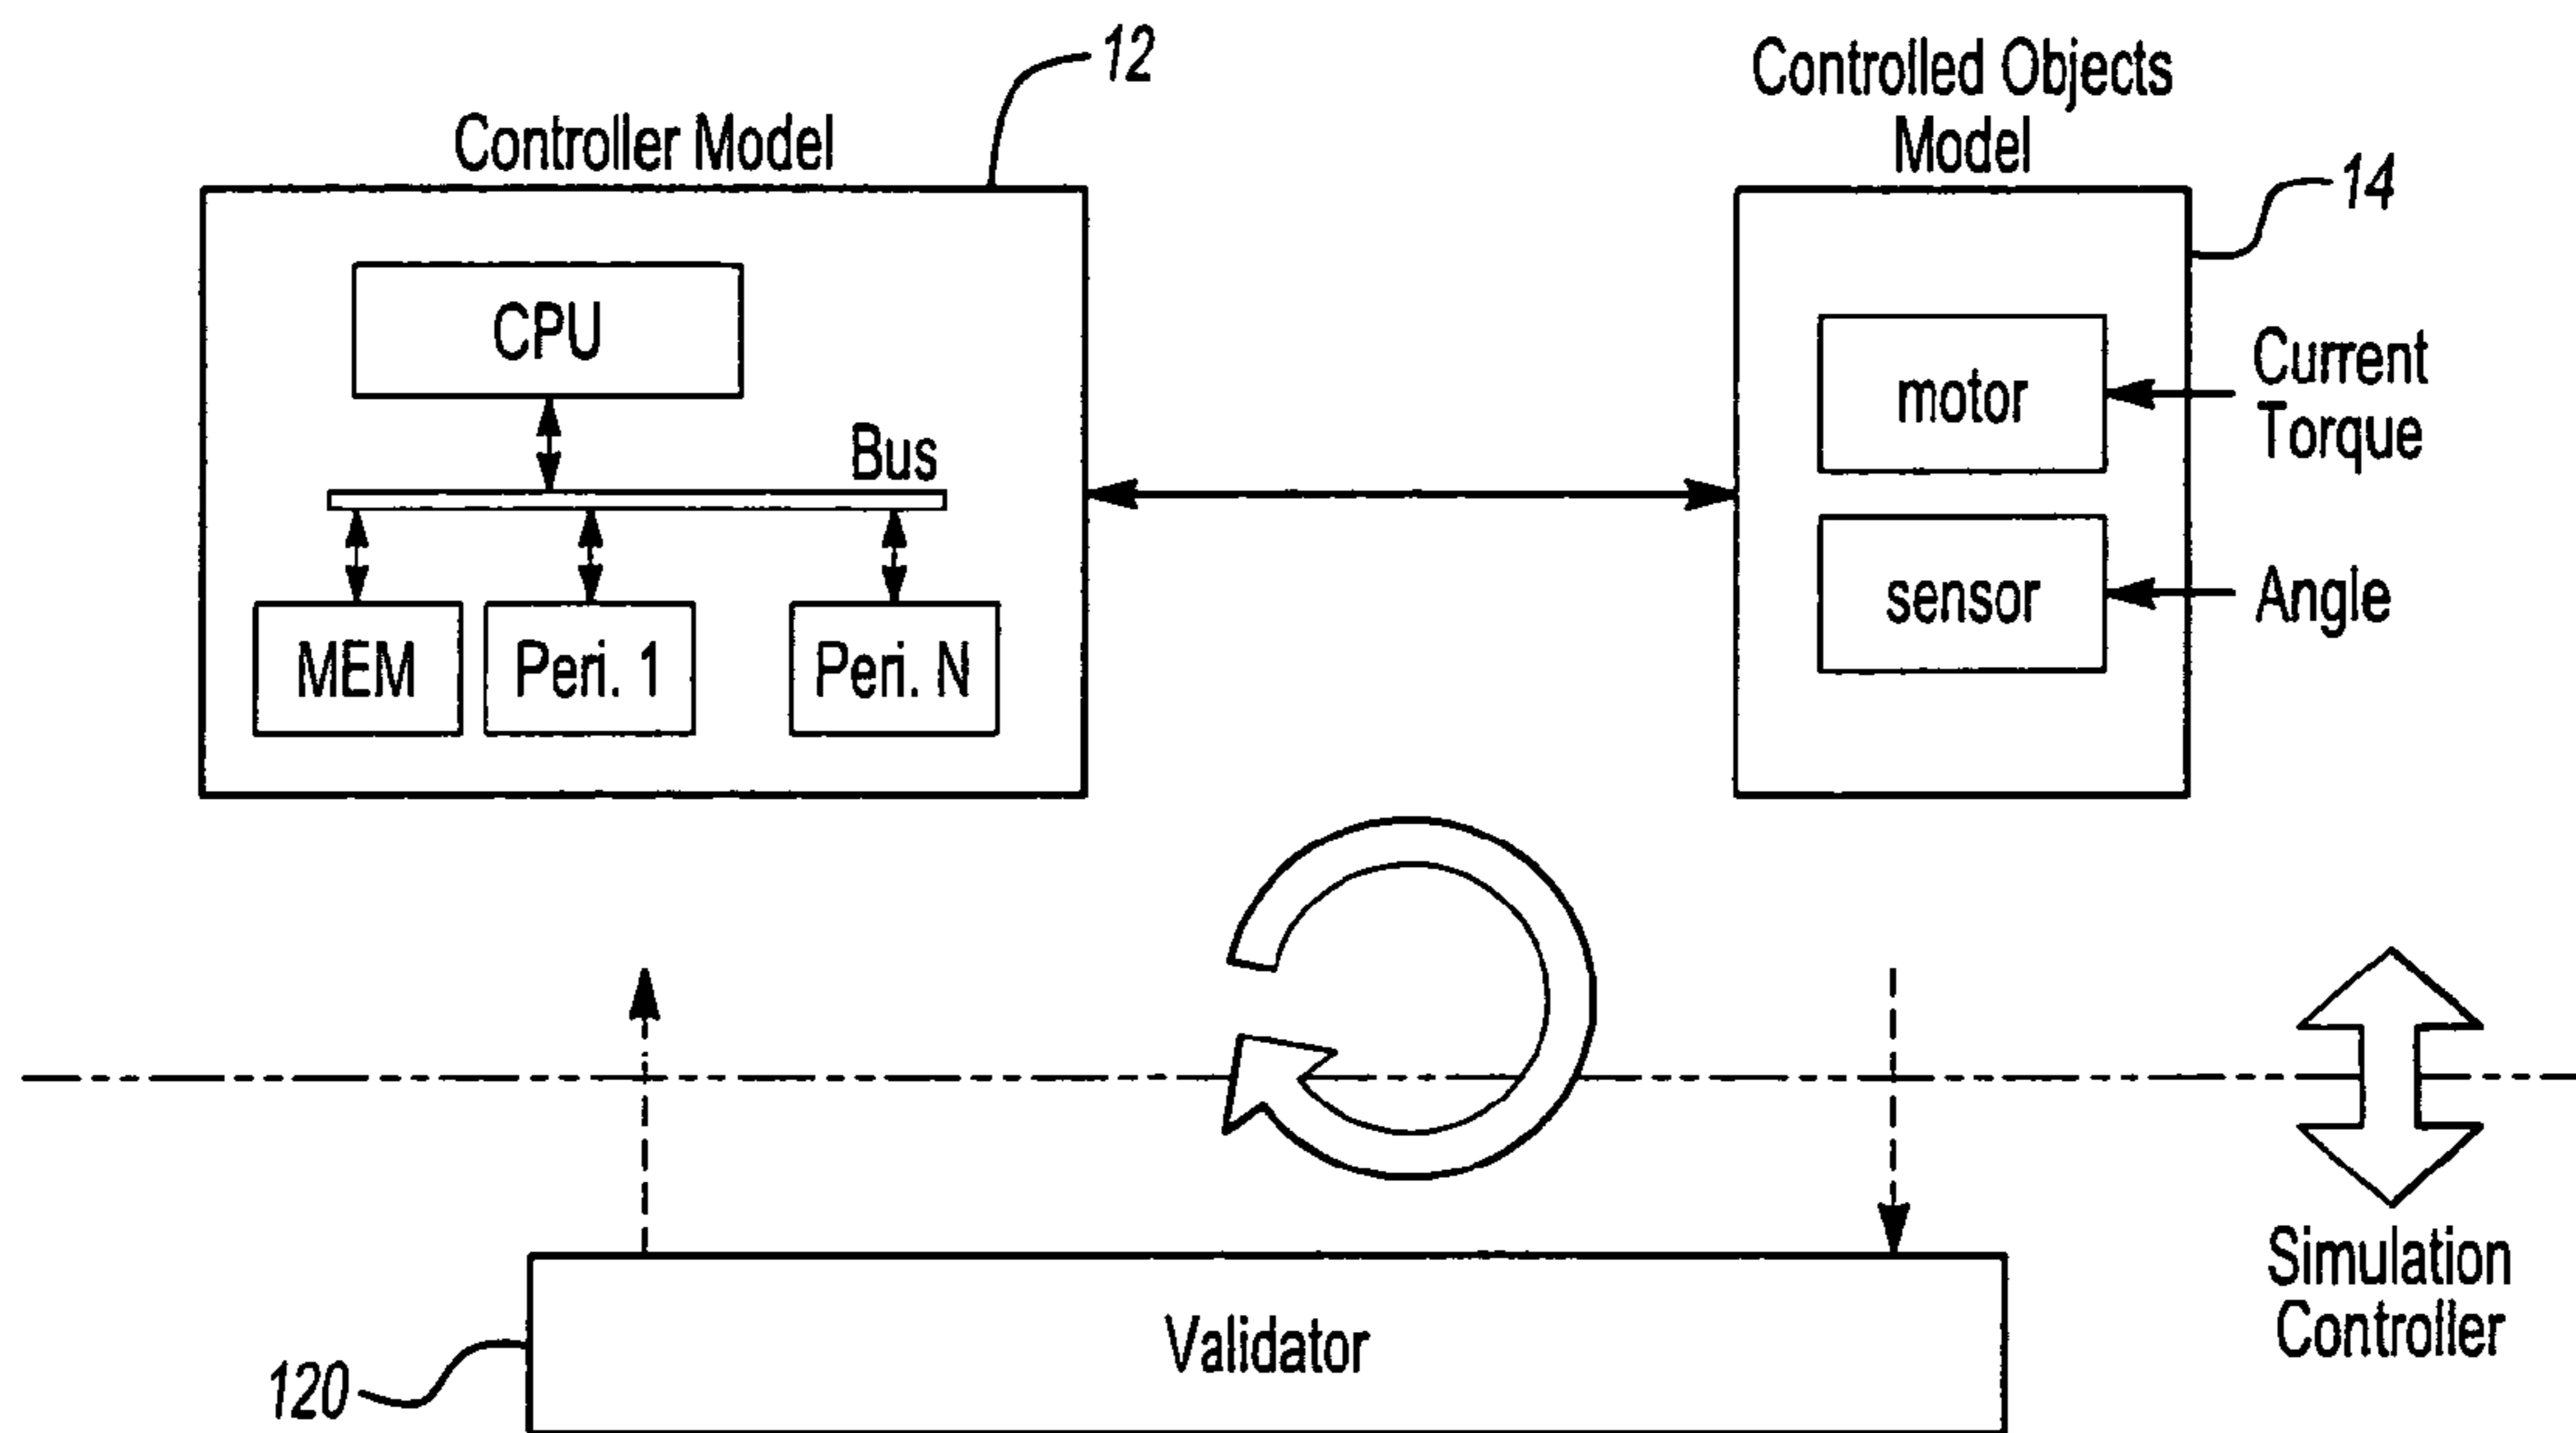 12
Controller Model
CPU
Bus
MEM
Peri. 1
Peri. N
Controlled Objects
Model
14
motor
Current
Torque
sensor
Angle
Simulation
Controller
Validator
120